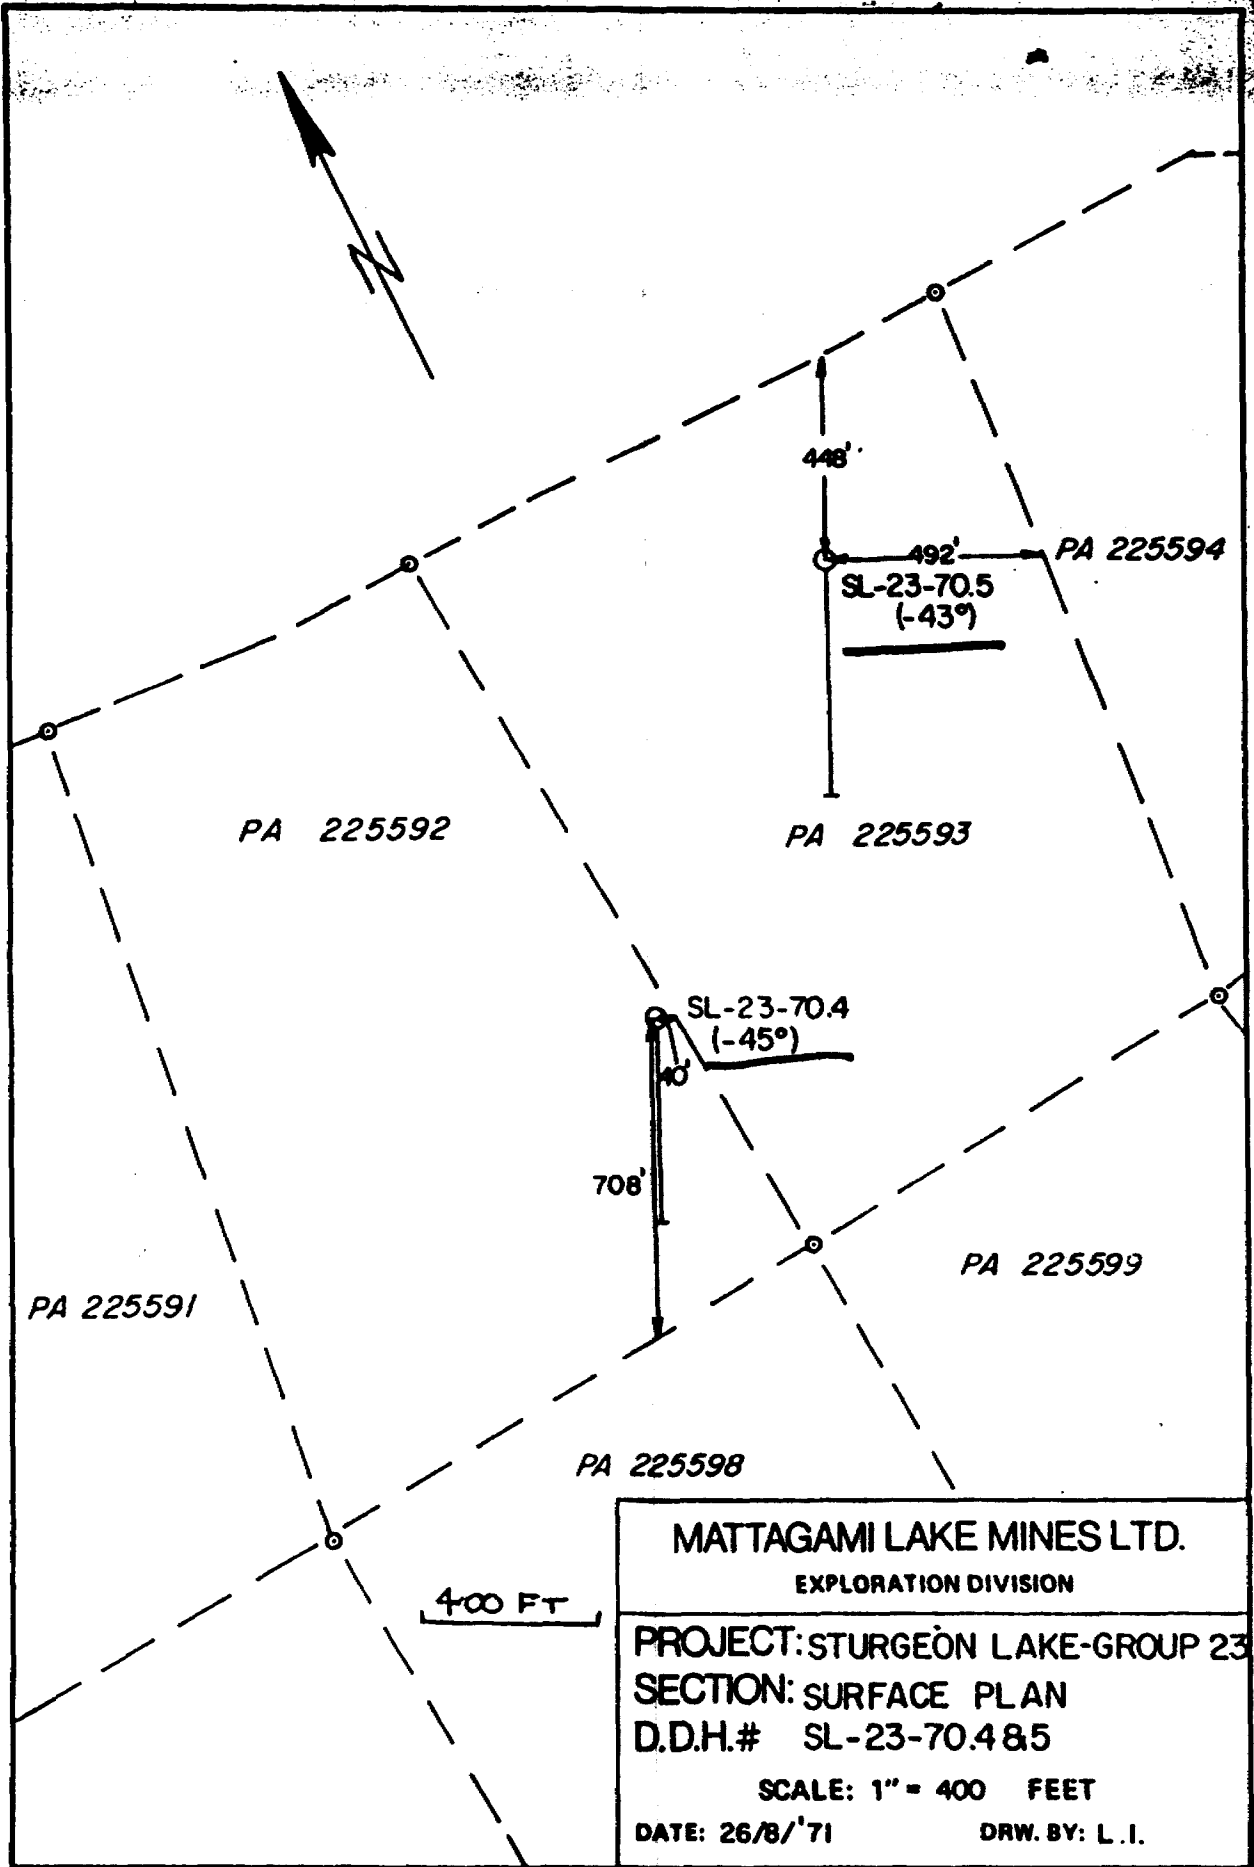 N
448'
492'
PA 225594
SL-23-70.5
(-43°)
PA 225592
PA 225593
SL-23-70.4
(-45°)
40'
708'
PA 225599
PA 225591
PA 225598
400 FT
MATTAGAMI LAKE MINES LTD.
EXPLORATION DIVISION
PROJECT: STURGEON LAKE-GROUP 23
SECTION: SURFACE PLAN
D.D.H.# SL-23-70.4&5
SCALE: 1" = 400 FEET
DATE: 26/8/'71 DRW. BY: L.I.